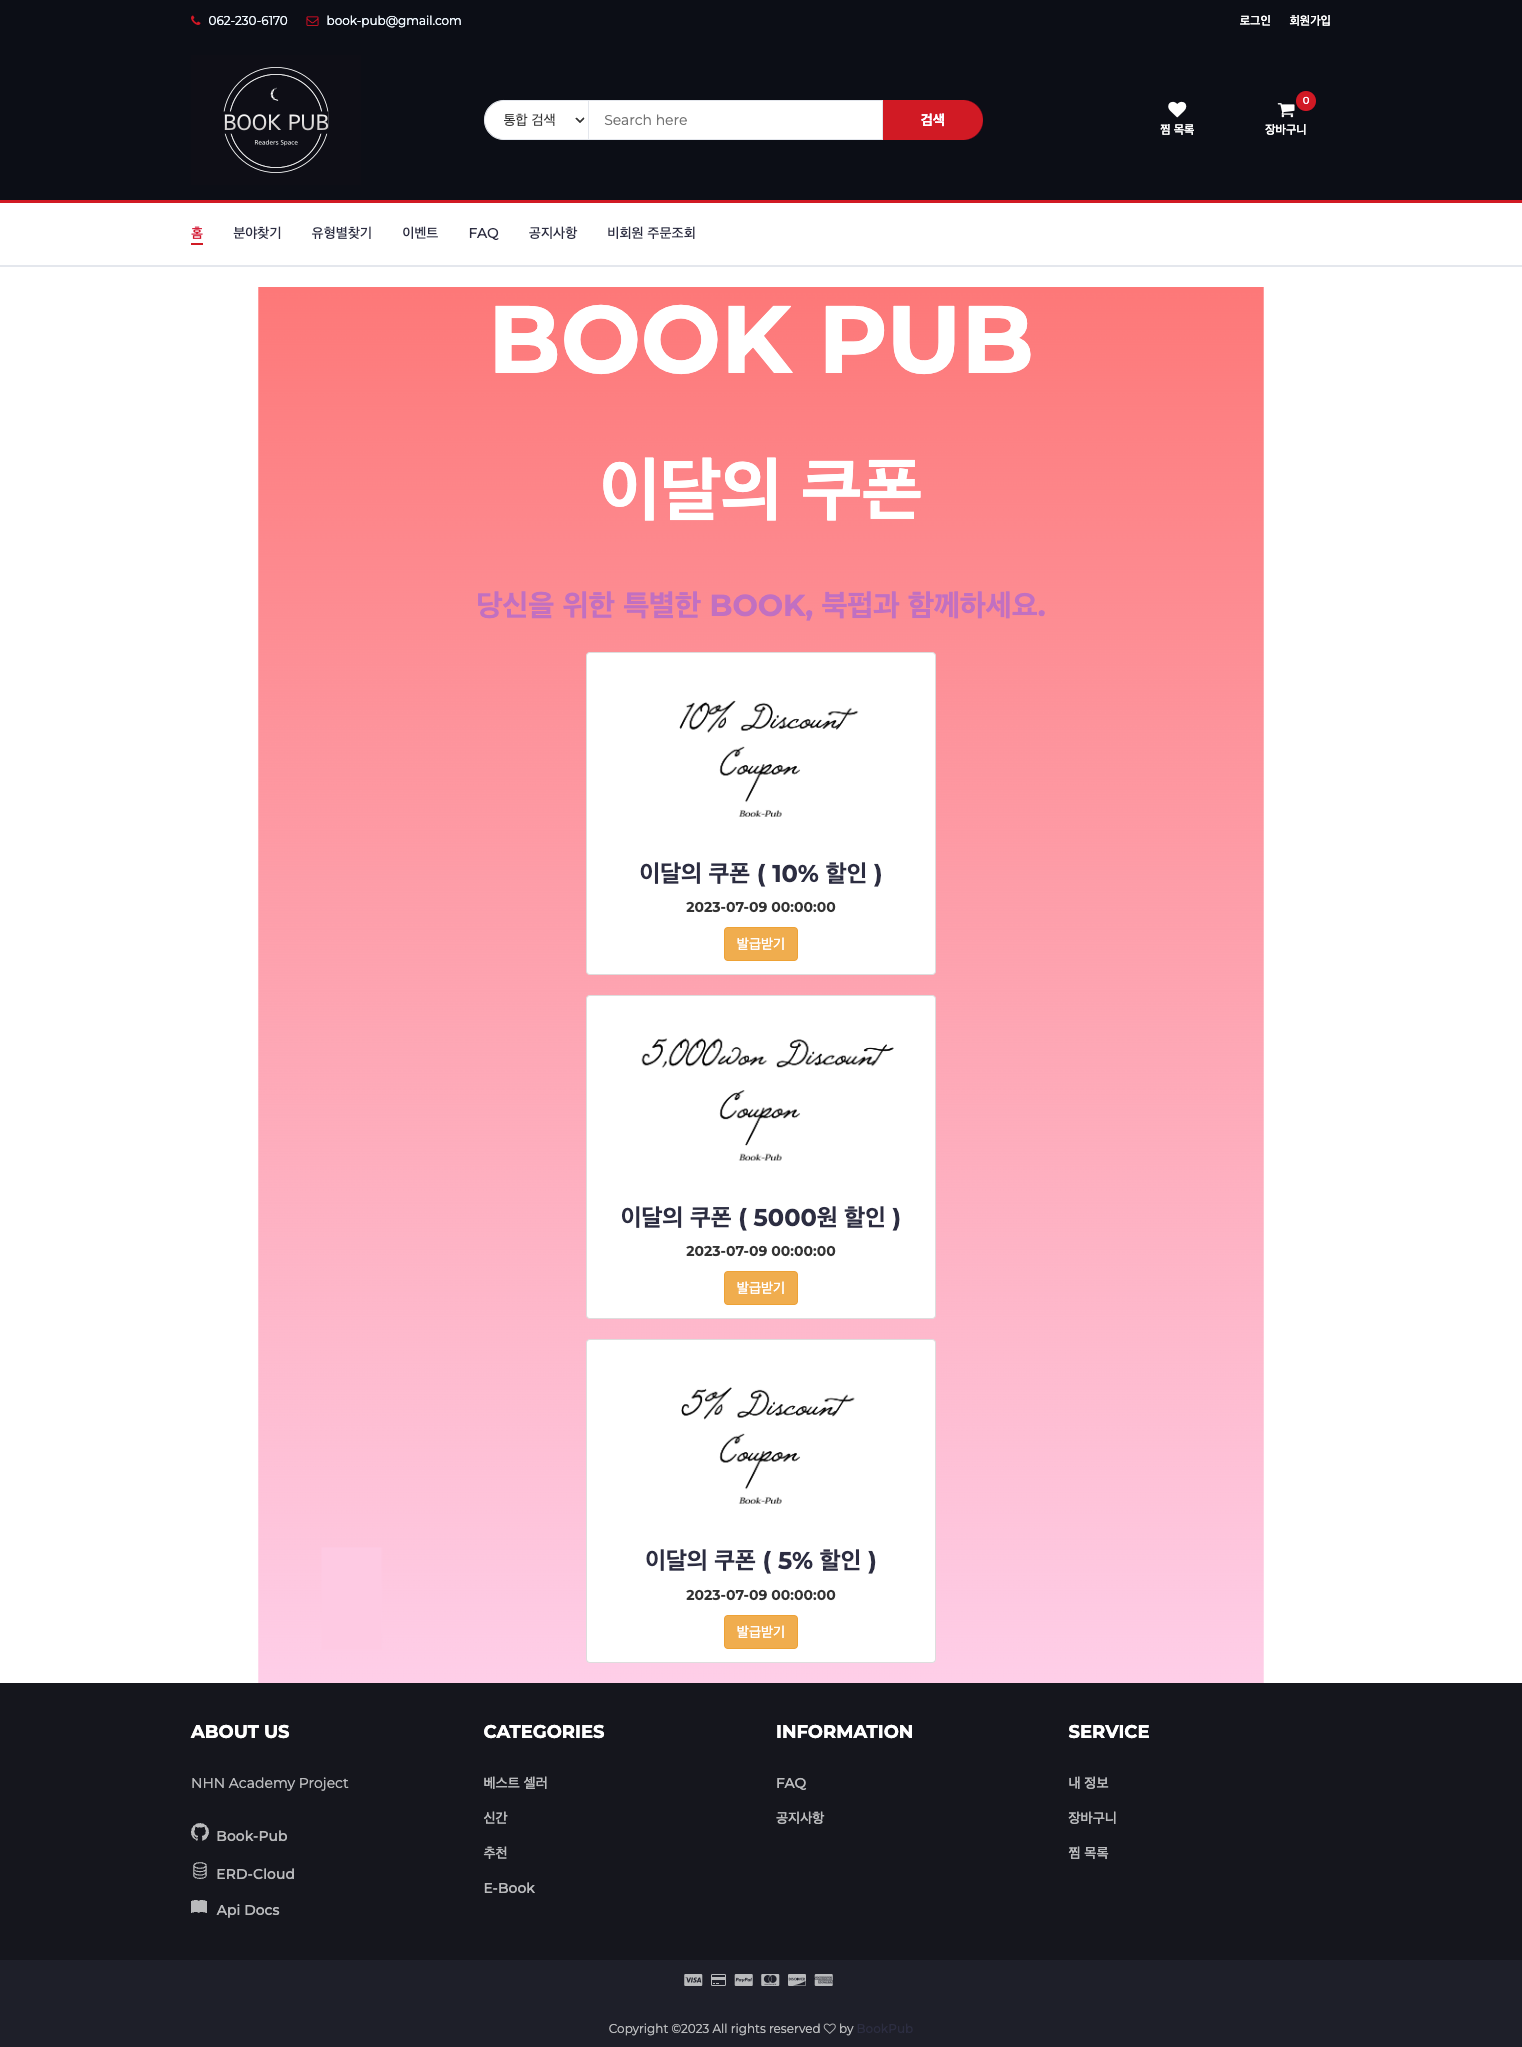 062-230-6170 book-pub@gmail.com 로그인 회원가입
BOOK PUB
Readers Space
통합 검색 Search here 검색
찜 목록
0
장바구니
홈 분야찾기 유형별찾기 이벤트 FAQ 공지사항 비회원 주문조회
BOOK PUB
이달의 쿠폰
당신을 위한 특별한 BOOK, 북펍과 함께하세요.
10% Discount
Coupon
Book-Pub
이달의 쿠폰 ( 10% 할인 )
2023-07-09 00:00:00
발급받기
5,000won Discount
Coupon
Book-Pub
이달의 쿠폰 ( 5000원 할인 )
2023-07-09 00:00:00
발급받기
5% Discount
Coupon
Book-Pub
이달의 쿠폰 ( 5% 할인 )
2023-07-09 00:00:00
발급받기
ABOUT US
NHN Academy Project
Book-Pub
ERD-Cloud
Api Docs
CATEGORIES
베스트 셀러
신간
추천
E-Book
INFORMATION
FAQ
공지사항
SERVICE
내 정보
장바구니
찜 목록
VISA PayPal
Copyright ©2023 All rights reserved ♡ by BookPub